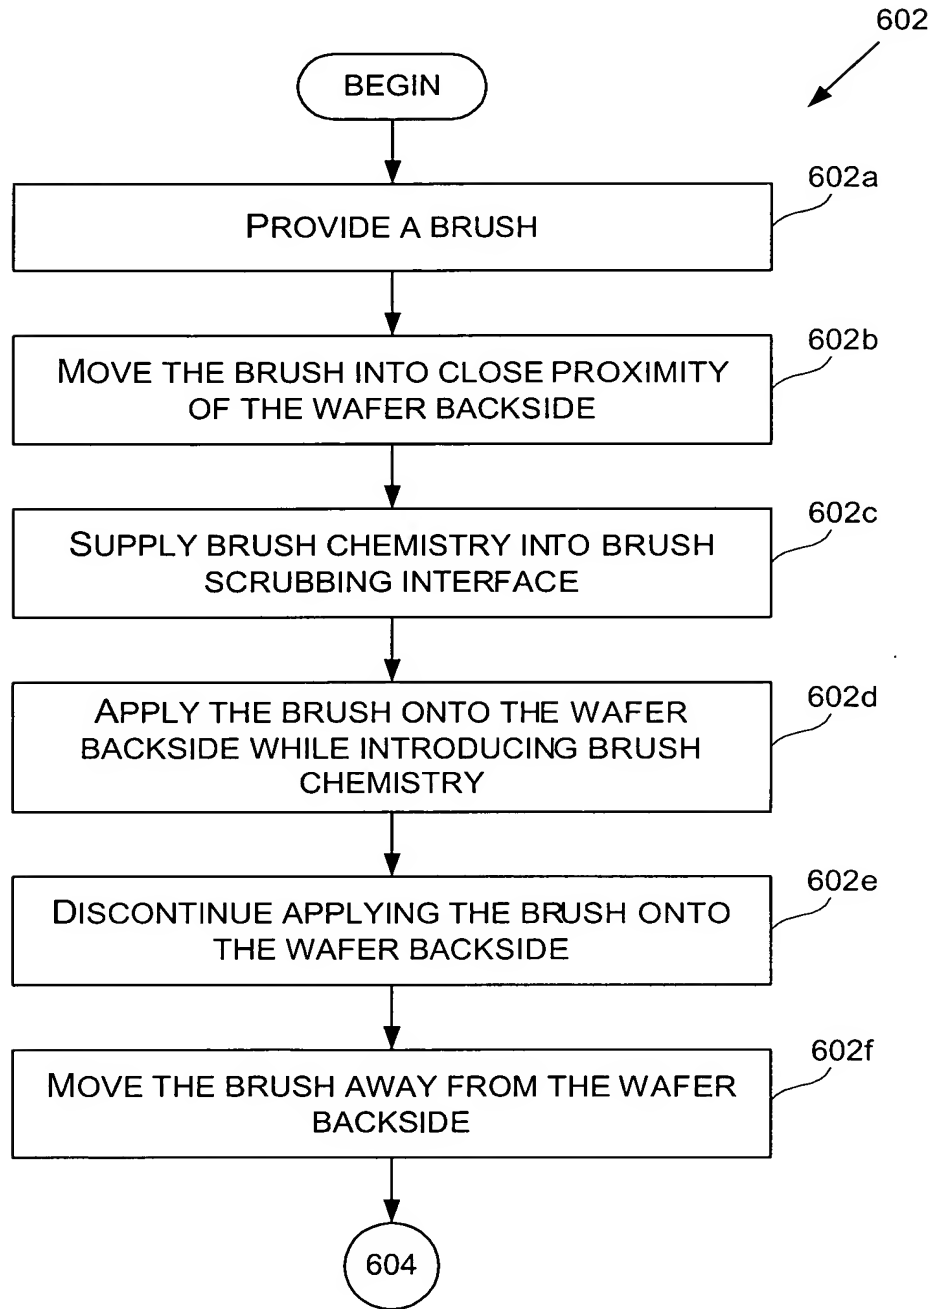 602
BEGIN
602a
PROVIDE A BRUSH
602b
MOVE THE BRUSH INTO CLOSE PROXIMITY
OF THE WAFER BACKSIDE
602c
SUPPLY BRUSH CHEMISTRY INTO BRUSH
SCRUBBING INTERFACE
602d
APPLY THE BRUSH ONTO THE WAFER
BACKSIDE WHILE INTRODUCING BRUSH
CHEMISTRY
602e
DISCONTINUE APPLYING THE BRUSH ONTO
THE WAFER BACKSIDE
602f
MOVE THE BRUSH AWAY FROM THE WAFER
BACKSIDE
604